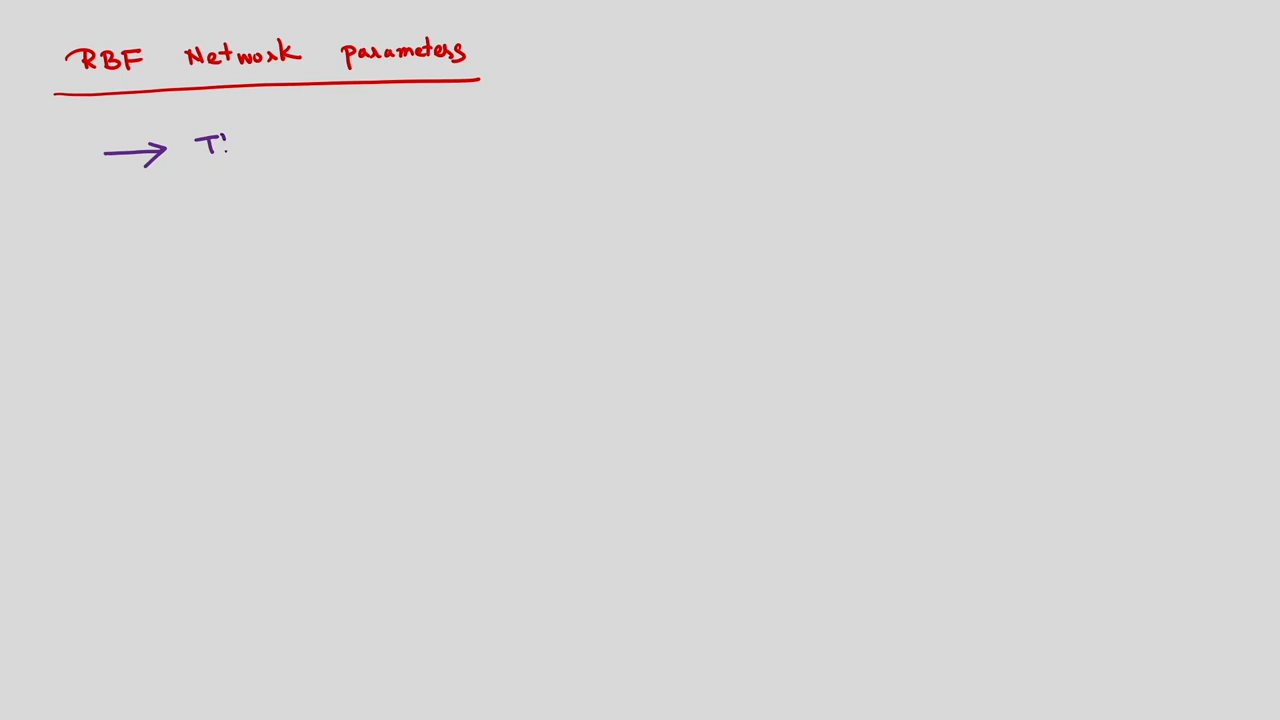 RBF Network parameters
→ T